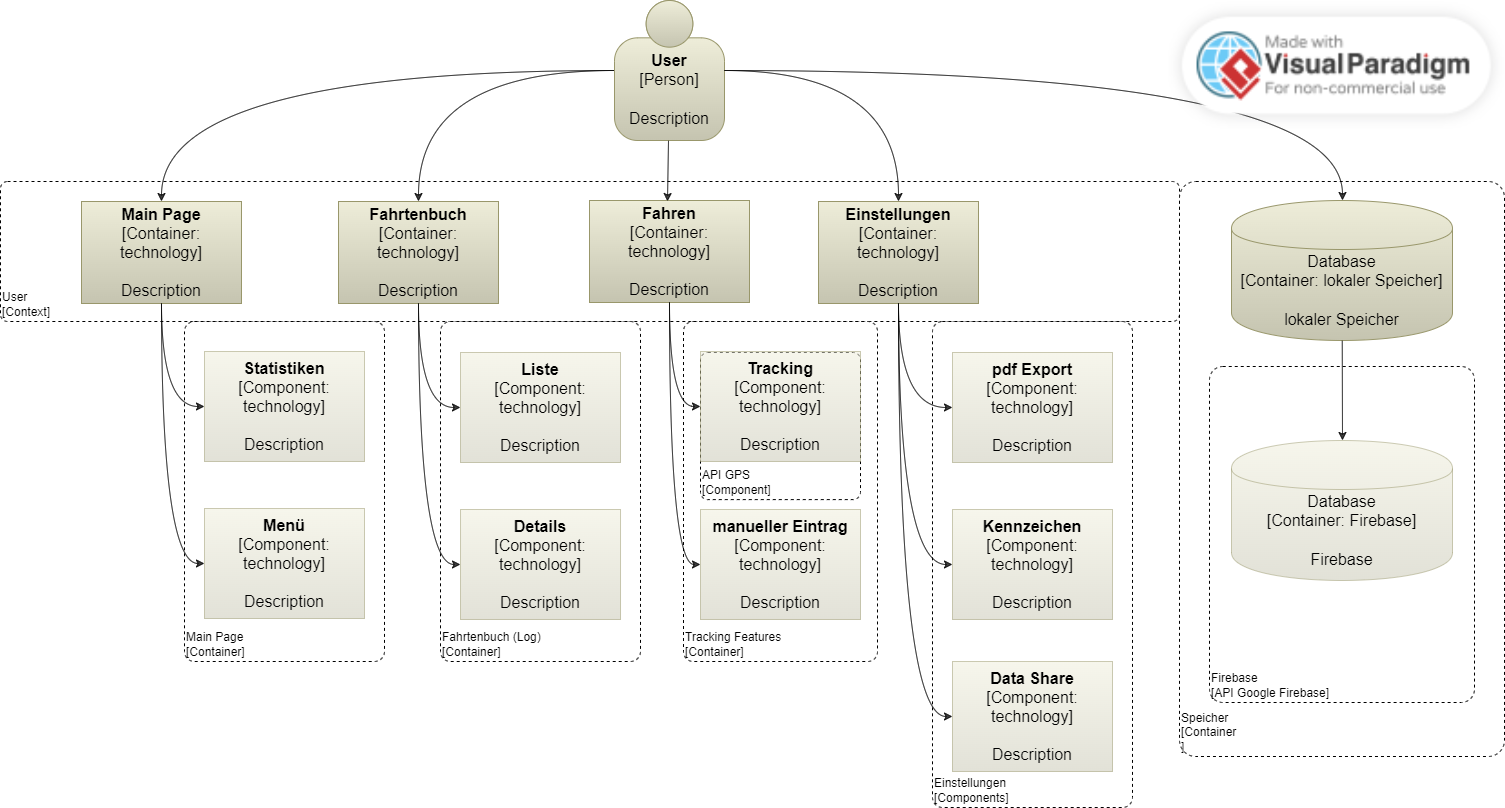 User
[Person]
Description
Made with
Visual Paradigm
For non-commercial use
Main Page
[Container:
technology]
Description
Fahrtenbuch
[Container:
technology]
Description
Fahren
[Container:
technology]
Description
Einstellungen
[Container:
technology]
Description
User
[Context]
Database
[Container: lokaler Speicher]
lokaler Speicher
Statistiken
[Component:
technology]
Description
Menü
[Component:
technology]
Description
Main Page
[Container]
Liste
[Component:
technology]
Description
Details
[Component:
technology]
Description
Fahrtenbuch (Log)
[Container]
Tracking
[Component:
technology]
Description
API GPS
[Component]
manueller Eintrag
[Component:
technology]
Description
Tracking Features
[Container]
pdf Export
[Component:
technology]
Description
Kennzeichen
[Component:
technology]
Description
Data Share
[Component:
technology]
Description
Einstellungen
[Components]
Database
[Container: Firebase]
Firebase
Firebase
[API Google Firebase]
Speicher
[Container
]